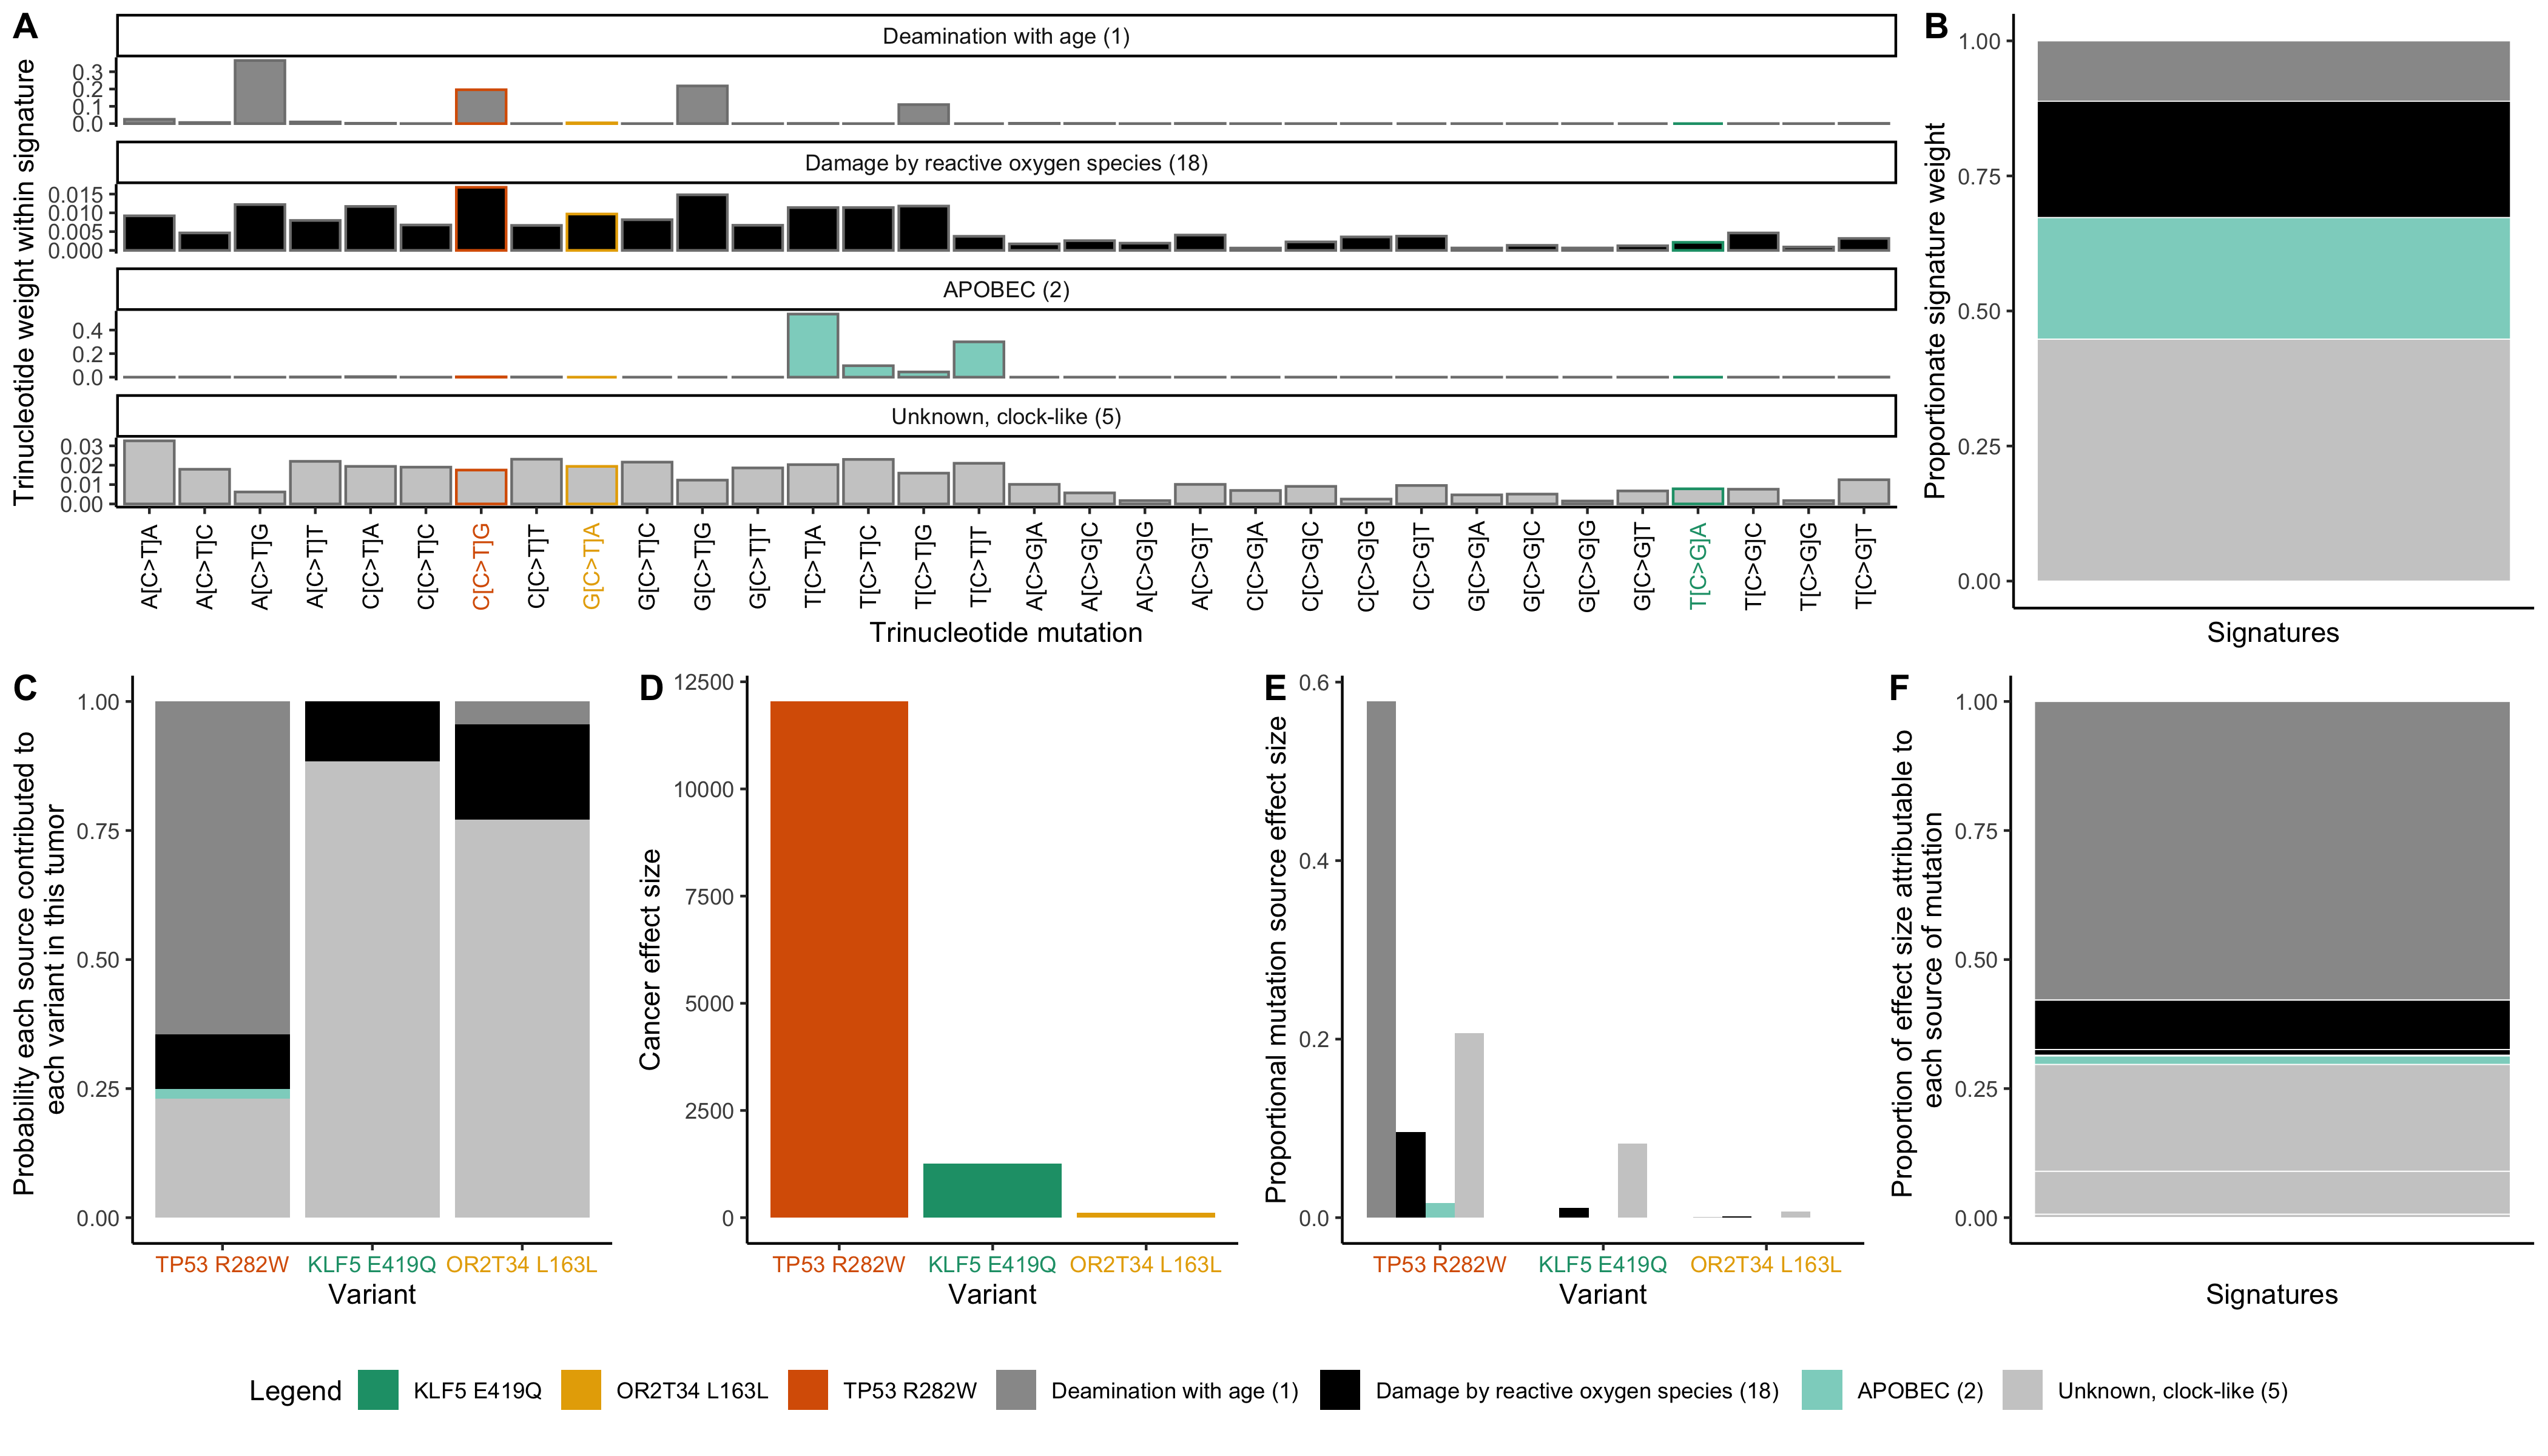 A
Trinucleotide weight within signature
Deamination with age (1)
0.3
0.2
0.1
0.0
Damage by reactive oxygen species (18)
0.015
0.010
0.005
0.000
APOBEC (2)
0.4
0.2
0.0
Unknown, clock-like (5)
0.03
0.02
0.01
0.00
A[C>T]A
A[C>T]C
A[C>T]G
A[C>T]T
C[C>T]A
C[C>T]C
C[C>T]G
C[C>T]T
G[C>T]A
G[C>T]C
G[C>T]G
G[C>T]T
T[C>T]A
T[C>T]C
T[C>T]G
T[C>T]T
A[C>G]A
A[C>G]C
A[C>G]G
A[C>G]T
C[C>G]A
C[C>G]C
C[C>G]G
C[C>G]T
G[C>G]A
G[C>G]C
G[C>G]G
G[C>G]T
T[C>G]A
T[C>G]C
T[C>G]G
T[C>G]T
Trinucleotide mutation
B
Proportionate signature weight
1.00
0.75
0.50
0.25
0.00
Signatures
C
Probability each source contributed to
each variant in this tumor
1.00
0.75
0.50
0.25
0.00
TP53 R282W KLF5 E419Q OR2T34 L163L
Variant
D
Cancer effect size
12500
10000
7500
5000
2500
0
TP53 R282W KLF5 E419Q OR2T34 L163L
Variant
E
Proportional mutation source effect size
0.6
0.4
0.2
0.0
TP53 R282W KLF5 E419Q OR2T34 L163L
Variant
F
Proportion of effect size attributable to
each source of mutation
1.00
0.75
0.50
0.25
0.00
Signatures
Legend KLF5 E419Q OR2T34 L163L TP53 R282W Deamination with age (1) Damage by reactive oxygen species (18) APOBEC (2) Unknown, clock-like (5)